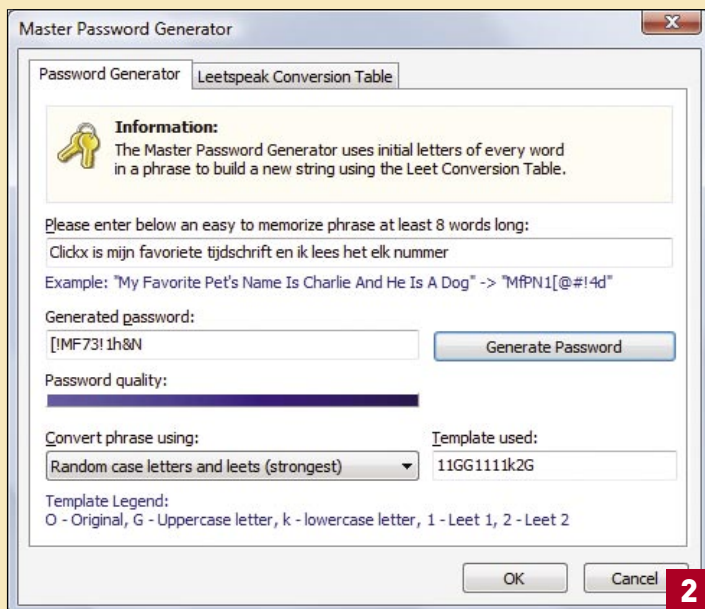 Master Password Generator
X
Password Generator
Leetspeak Conversion Table
Information:
The Master Password Generator uses initial letters of every word
in a phrase to build a new string using the Leet Conversion Table.
Please enter below an easy to memorize phrase at least 8 words long:
Clickx is mijn favoriete tijdschrift en ik lees het elk nummer
Example: "My Favorite Pet's Name Is Charlie And He Is A Dog" -> "MfPN1[@#!4d"
Generated password:
[!MF73!1h&N
Generate Password
Password quality:
Convert phrase using:
Template used:
Random case letters and leets (strongest)
11GG1111k2G
Template Legend:
O - Original, G - Uppercase letter, k - lowercase letter, 1 - Leet 1, 2 - Leet 2
OK
Cancel
2